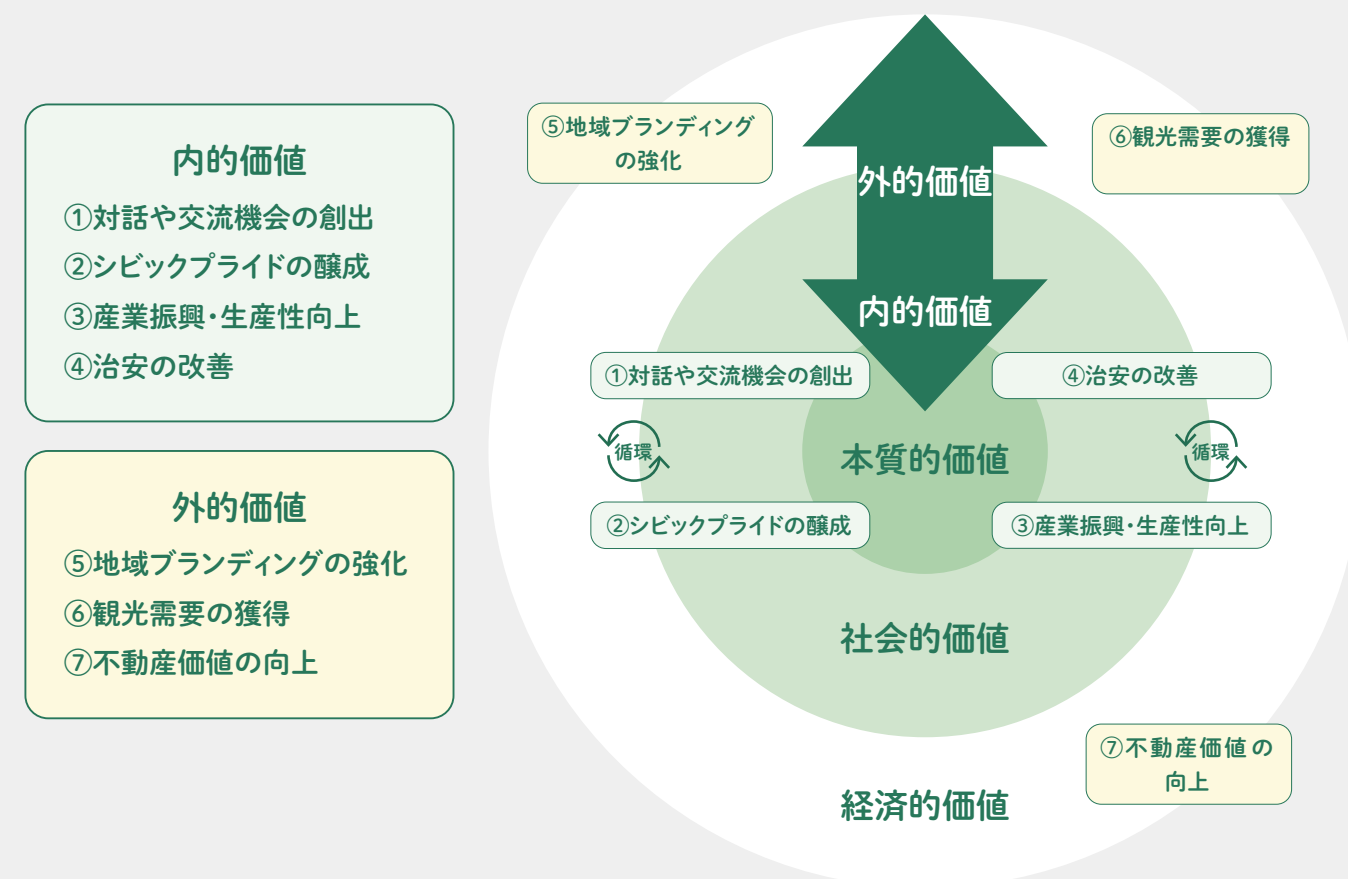 内的価値
①対話や交流機会の創出
②シビックプライドの醸成
③産業振興・生産性向上
④治安の改善
外的価値
⑤地域ブランディングの強化
⑥観光需要の獲得
⑦不動産価値の向上
⑤地域ブランディング
の強化
⑥観光需要の獲得
外的価値
内的価値
①対話や交流機会の創出
④治安の改善
循環
本質的価値
循環
②シビックプライドの醸成
③産業振興・生産性向上
社会的価値
⑦不動産価値の
向上
経済的価値